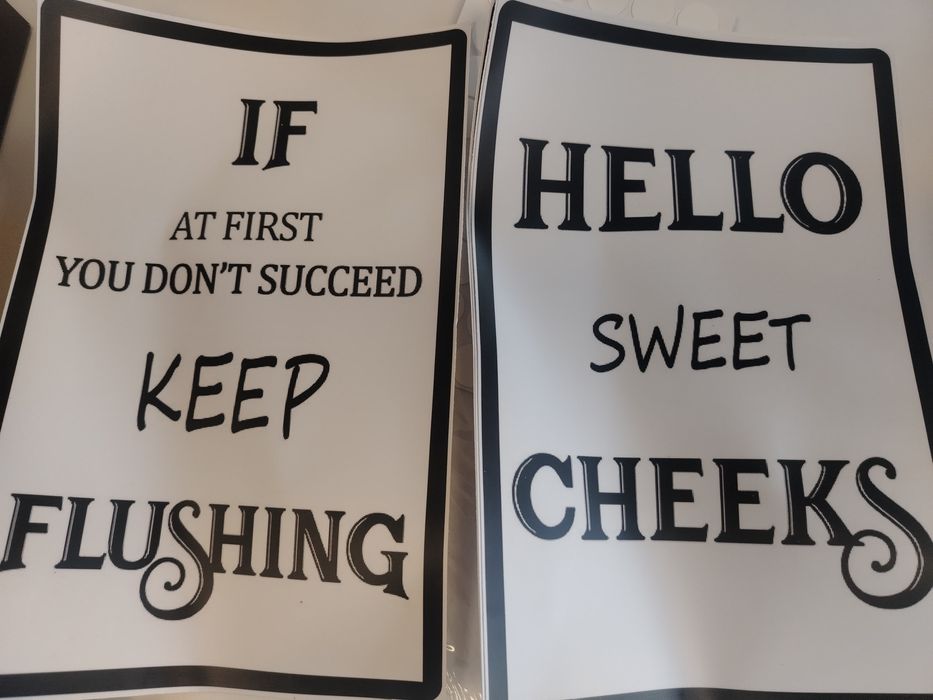 IF
AT FIRST
YOU DON'T SUCCEED
KEEP
FLUSHING
HELLO
SWEET
CHEEKS